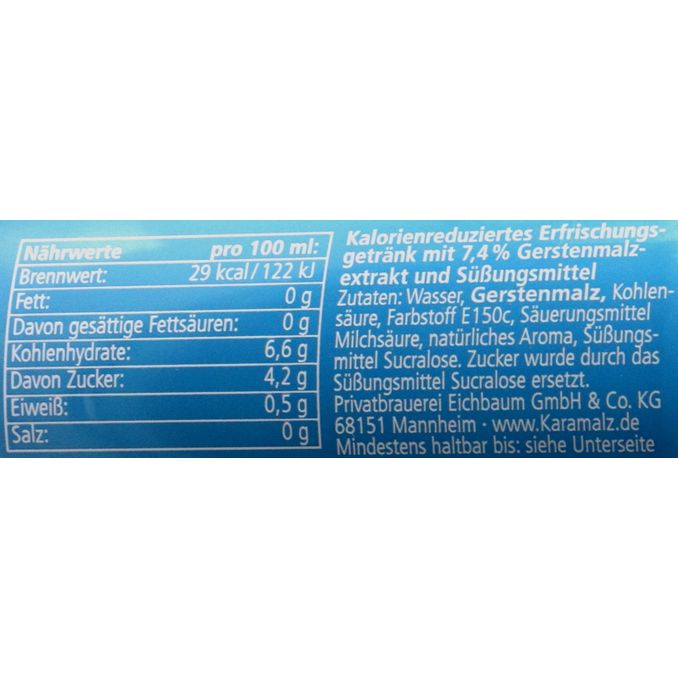 Nährwerte pro 100 ml:
Brennwert: 29 kcal/122 kJ
Fett: 0 g
Davon gesättige Fettsäuren: 0 g
Kohlenhydrate: 6,6 g
Davon Zucker: 4,2 g
Eiweiß: 0,5 g
Salz: 0 g
Kalorienreduziertes Erfrischungs-
getränk mit 7,4 % Gerstenmalz-
extrakt und Süßungsmittel
Zutaten: Wasser, Gerstenmalz, Kohlen-
säure, Farbstoff E150c, Säuerungsmittel
Milchsäure, natürliches Aroma, Süßungs-
mittel Sucralose. Zucker wurde durch das
Süßungsmittel Sucralose ersetzt.
Privatbrauerei Eichbaum GmbH & Co. KG
68151 Mannheim · www.Karamalz.de
Mindestens haltbar bis: siehe Unterseite